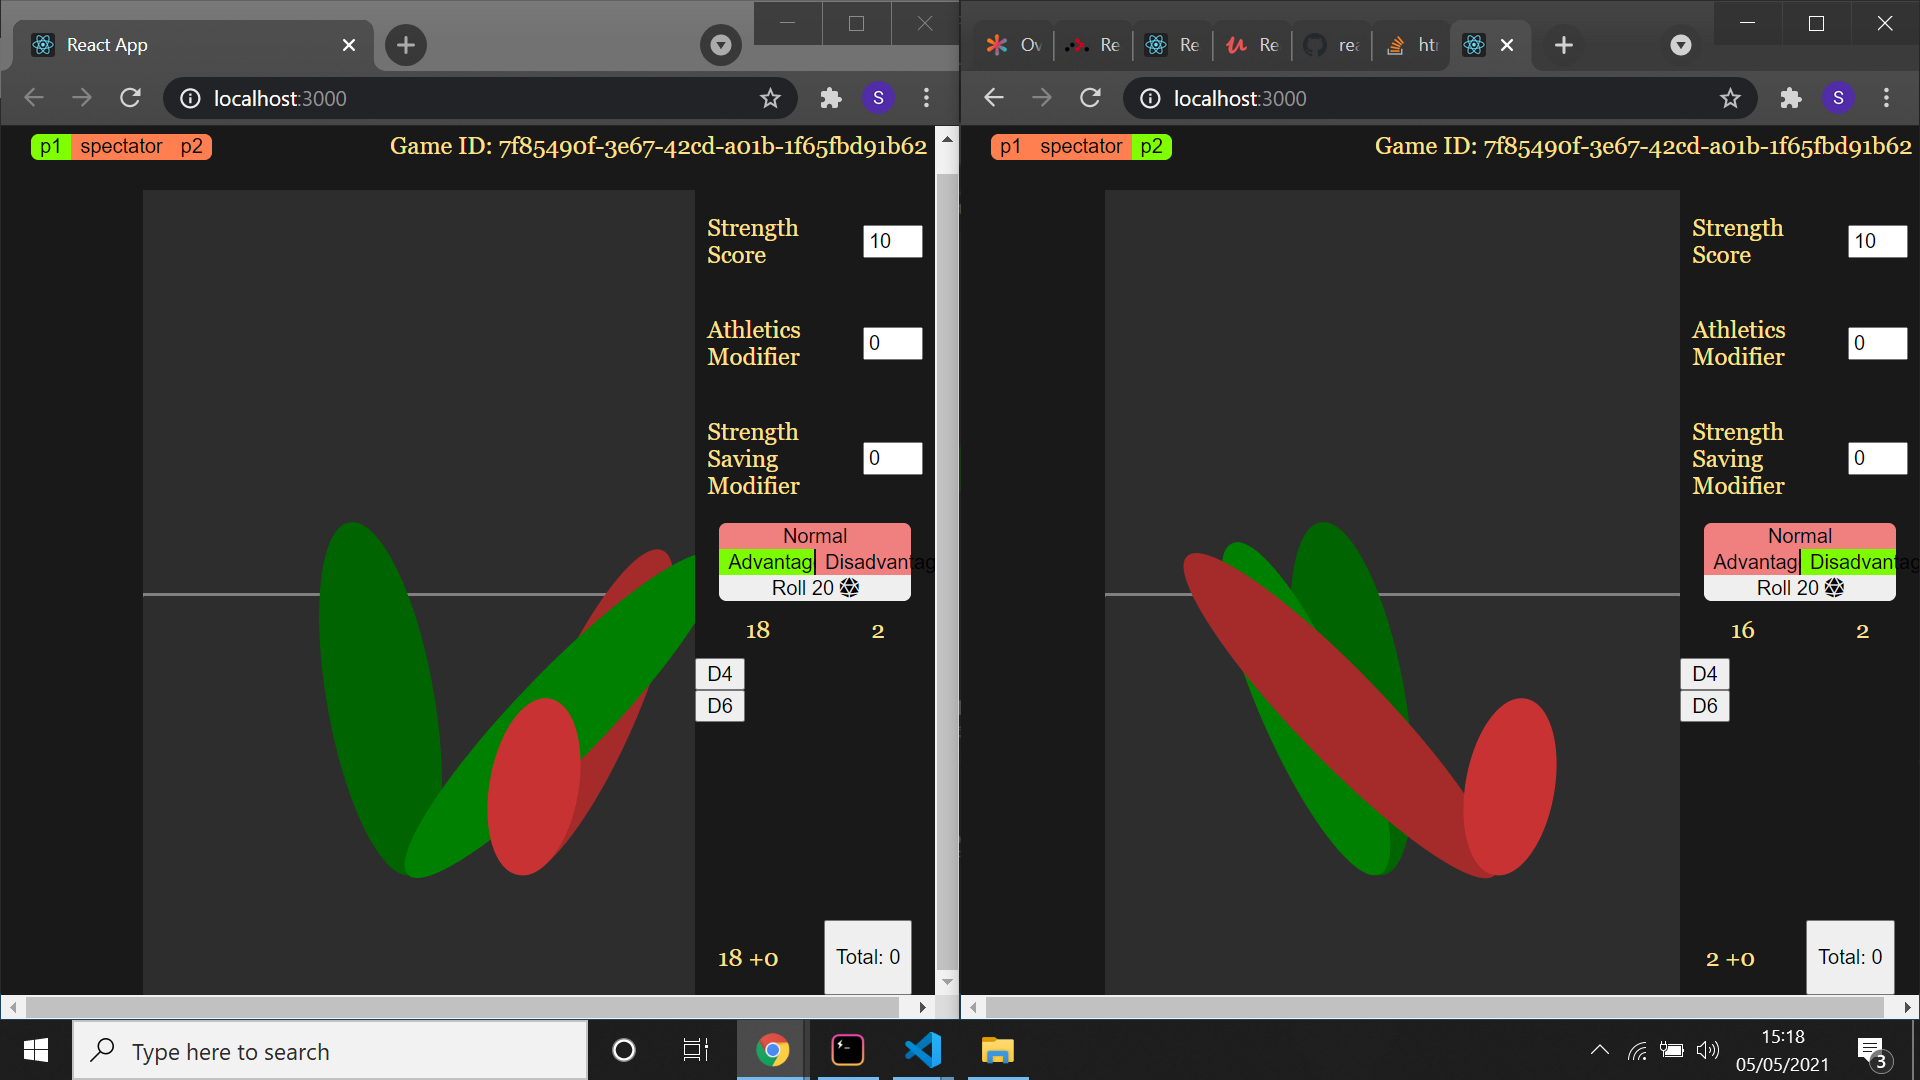 React App
localhost:3000
p1 spectator p2
Game ID: 7f85490f-3e67-42cd-a01b-1f65fbd91b62
Strength
Score
10
Athletics
Modifier
0
Strength
Saving
Modifier
0
Normal
Advantag Disadvantag
Roll 20
18 2
D4
D6
18 +0
Total: 0
Ov Re Re Re rea htm
localhost:3000
p1 spectator p2
Game ID: 7f85490f-3e67-42cd-a01b-1f65fbd91b62
Strength
Score
10
Athletics
Modifier
0
Strength
Saving
Modifier
0
Normal
Advantag Disadvantage
Roll 20
16 2
D4
D6
2 +0
Total: 0
S
S
Type here to search
15:18
05/05/2021
3